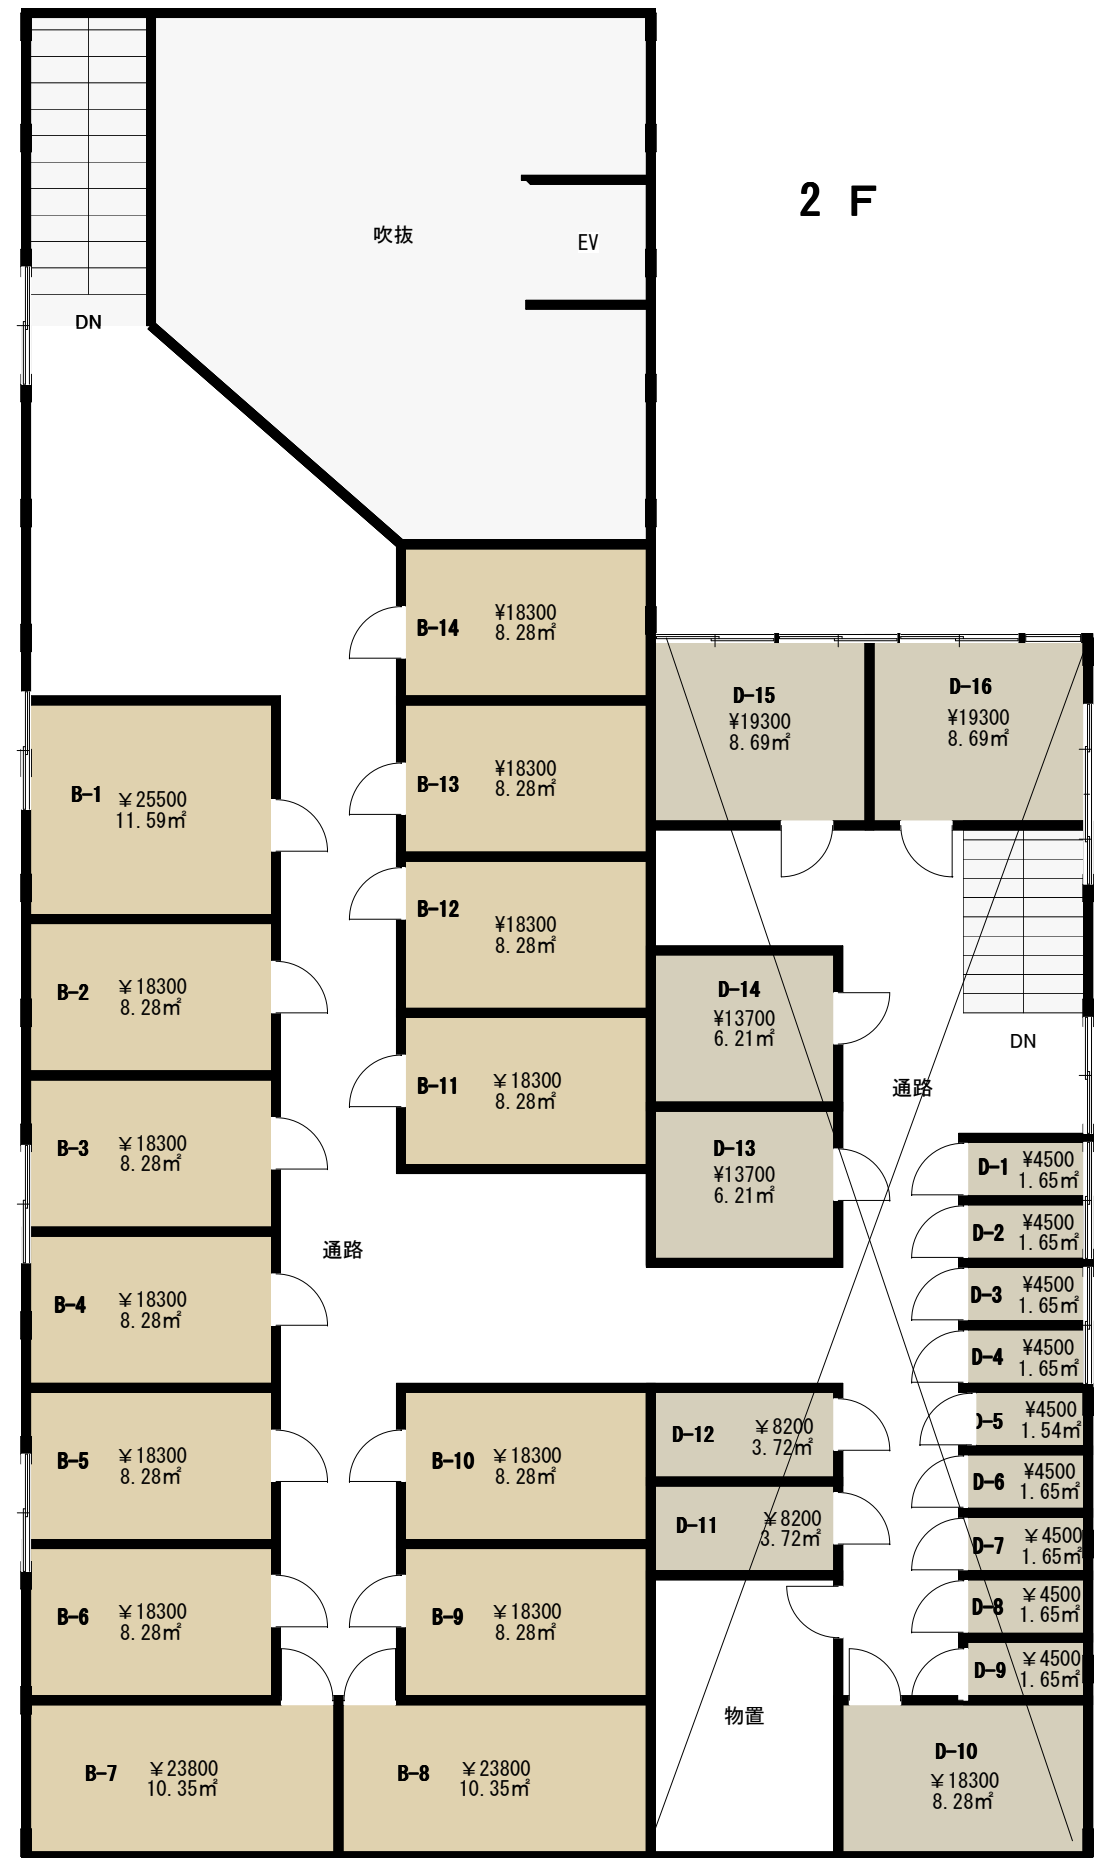 2 F
吹抜
EV
DN
B-14
¥18300
8.28㎡
D-15
¥19300
8.69㎡
D-16
¥19300
8.69㎡
B-1
¥25500
11.59㎡
B-13
¥18300
8.28㎡
B-12
¥18300
8.28㎡
B-2
¥18300
8.28㎡
D-14
¥13700
6.21㎡
DN
通路
B-11
¥18300
8.28㎡
B-3
¥18300
8.28㎡
D-13
¥13700
6.21㎡
D-1
¥4500
1.65㎡
D-2
¥4500
1.65㎡
通路
B-4
¥18300
8.28㎡
D-3
¥4500
1.65㎡
D-4
¥4500
1.65㎡
D-5
¥4500
1.54㎡
B-5
¥18300
8.28㎡
B-10
¥18300
8.28㎡
D-12
¥8200
3.72㎡
D-6
¥4500
1.65㎡
D-11
¥8200
3.72㎡
D-7
¥4500
1.65㎡
B-6
¥18300
8.28㎡
B-9
¥18300
8.28㎡
D-8
¥4500
1.65㎡
D-9
¥4500
1.65㎡
物置
B-7
¥23800
10.35㎡
B-8
¥23800
10.35㎡
D-10
¥18300
8.28㎡